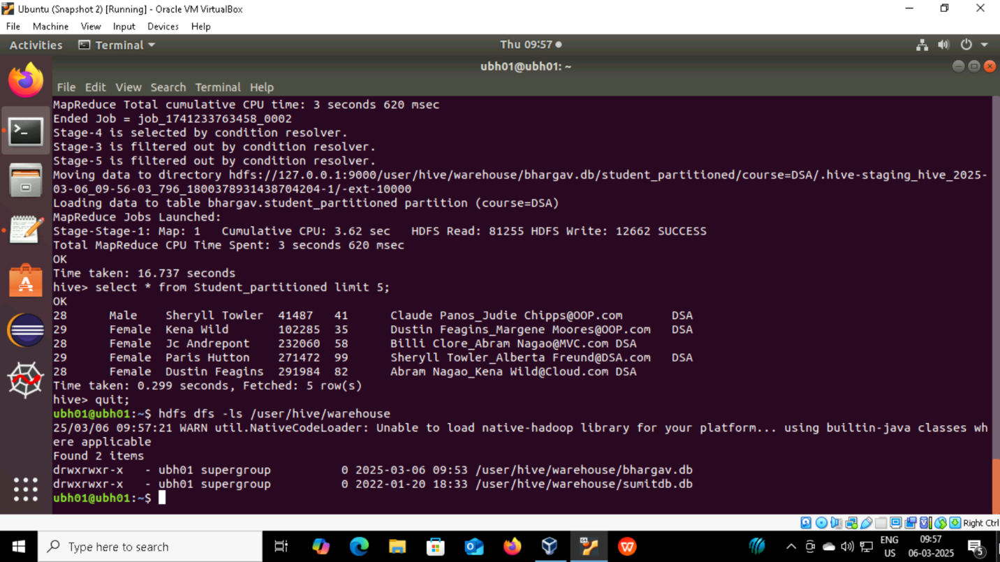 Ubuntu (Snapshot 2) [Running] - Oracle VM VirtualBox
File Machine View Input Devices Help
Activities Terminal Thu 09:57
ubh01@ubh01: ~
File Edit View Search Terminal Help
MapReduce Total cumulative CPU time: 3 seconds 620 msec
Ended Job = job_1741233763458_0002
Stage-4 is selected by condition resolver.
Stage-3 is filtered out by condition resolver.
Stage-5 is filtered out by condition resolver.
Moving data to directory hdfs://127.0.0.1:9000/user/hive/warehouse/bhargav.db/student_partitioned/course=DSA/.hive-staging_hive_2025-
03-06_09-56-03_796_1800378931438704204-1/-ext-10000
Loading data to table bhargav.student_partitioned partition (course=DSA)
MapReduce Jobs Launched:
Stage-Stage-1: Map: 1 Cumulative CPU: 3.62 sec HDFS Read: 81255 HDFS Write: 12662 SUCCESS
Total MapReduce CPU Time Spent: 3 seconds 620 msec
OK
Time taken: 16.737 seconds
hive> select * from Student_partitioned limit 5;
OK
28 Male Sheryll Towler 41487 41 Claude Panos_Judie Chipps@OOP.com DSA
29 Female Kena Wild 102285 35 Dustin Feagins_Margene Moores@OOP.com DSA
28 Female Jc Andrepont 232060 58 Billi Clore_Abram Nagao@MVC.com DSA
29 Female Paris Hutton 271472 99 Sheryll Towler_Alberta Freund@DSA.com DSA
28 Female Dustin Feagins 291984 82 Abram Nagao_Kena Wild@Cloud.com DSA
Time taken: 0.299 seconds, Fetched: 5 row(s)
hive> quit;
ubh01@ubh01:~$ hdfs dfs -ls /user/hive/warehouse
25/03/06 09:57:21 WARN util.NativeCodeLoader: Unable to load native-hadoop library for your platform... using builtin-java classes wh
ere applicable
Found 2 items
drwxrwxr-x - ubh01 supergroup 0 2025-03-06 09:53 /user/hive/warehouse/bhargav.db
drwxrwxr-x - ubh01 supergroup 0 2022-01-20 18:33 /user/hive/warehouse/sumitdb.db
ubh01@ubh01:~$
Right Ctrl
Type here to search
ENG
US
09:57
06-03-2025
5